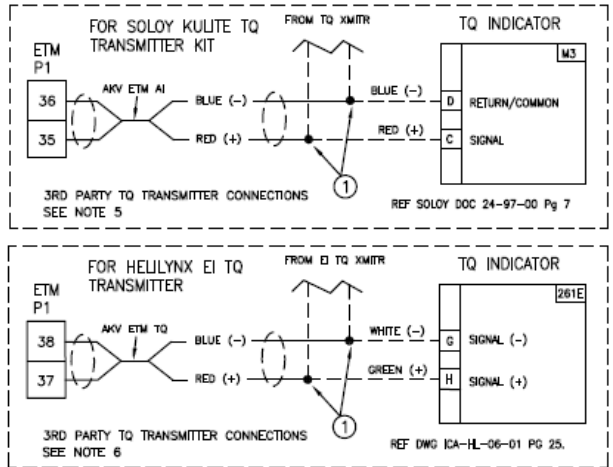 FOR SOLOY KULITE TQ
TRANSMITTER KIT
FROM TQ XMITR
TQ INDICATOR
M3
ETM
P1
36
35
AKV ETM AI
BLUE (-)
RED (+)
BLUE (-)
RED (+)
D
RETURN/COMMON
C
SIGNAL
1
3RD PARTY TQ TRANSMITTER CONNECTIONS
SEE NOTE 5
REF SOLOY DOC 24-97-00 Pg 7
FOR HELILYNX EI TQ
TRANSMITTER
FROM EI TQ XMITR
TQ INDICATOR
261E
ETM
P1
38
37
AKV ETM TQ
BLUE (-)
RED (+)
WHITE (-)
GREEN (+)
G
SIGNAL (-)
H
SIGNAL (+)
1
3RD PARTY TQ TRANSMITTER CONNECTIONS
SEE NOTE 6
REF DWG ICA-HL-06-01 PG 25.